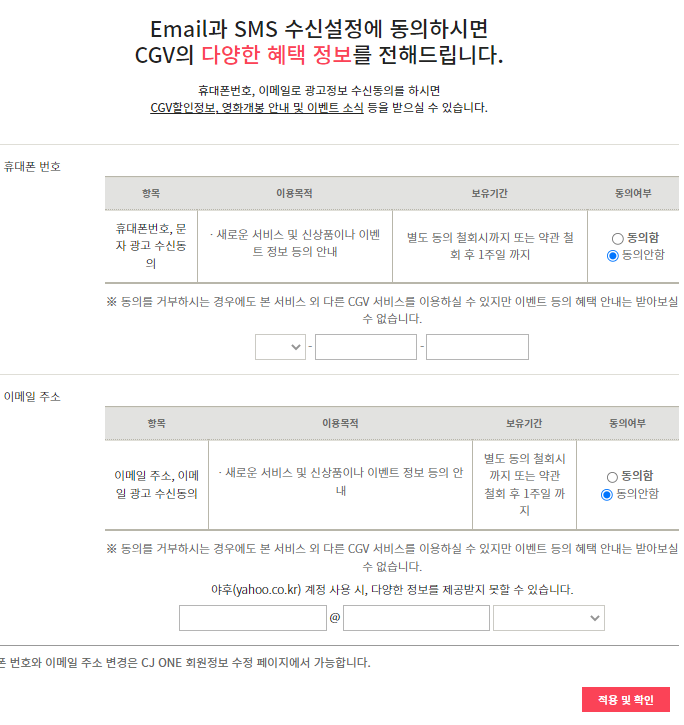 Email과 SMS 수신설정에 동의하시면
CGV의 다양한 혜택 정보를 전해드립니다.
휴대폰번호, 이메일로 광고정보 수신동의를 하시면
CGV할인정보, 영화개봉 안내 및 이벤트 소식 등을 받으실 수 있습니다.
휴대폰 번호
항목 이용목적 보유기간 동의여부
휴대폰번호, 문
자 광고 수신동
의
· 새로운 서비스 및 신상품이나 이벤
트 정보 등의 안내
별도 동의 철회시까지 또는 약관 철
회 후 1주일 까지
동의함
동의안함
※ 동의를 거부하시는 경우에도 본 서비스 외 다른 CGV 서비스를 이용하실 수 있지만 이벤트 등의 혜택 안내는 받아보실
수 없습니다.
- -
이메일 주소
항목 이용목적 보유기간 동의여부
이메일 주소, 이메
일 광고 수신동의
· 새로운 서비스 및 신상품이나 이벤트 정보 등의 안
내
별도 동의 철회시
까지 또는 약관
철회 후 1주일 까
지
동의함
동의안함
※ 동의를 거부하시는 경우에도 본 서비스 외 다른 CGV 서비스를 이용하실 수 있지만 이벤트 등의 혜택 안내는 받아보실
수 없습니다.
야후(yahoo.co.kr) 계정 사용 시, 다양한 정보를 제공받지 못할 수 있습니다.
@
번호와 이메일 주소 변경은 CJ ONE 회원정보 수정 페이지에서 가능합니다.
적용 및 확인